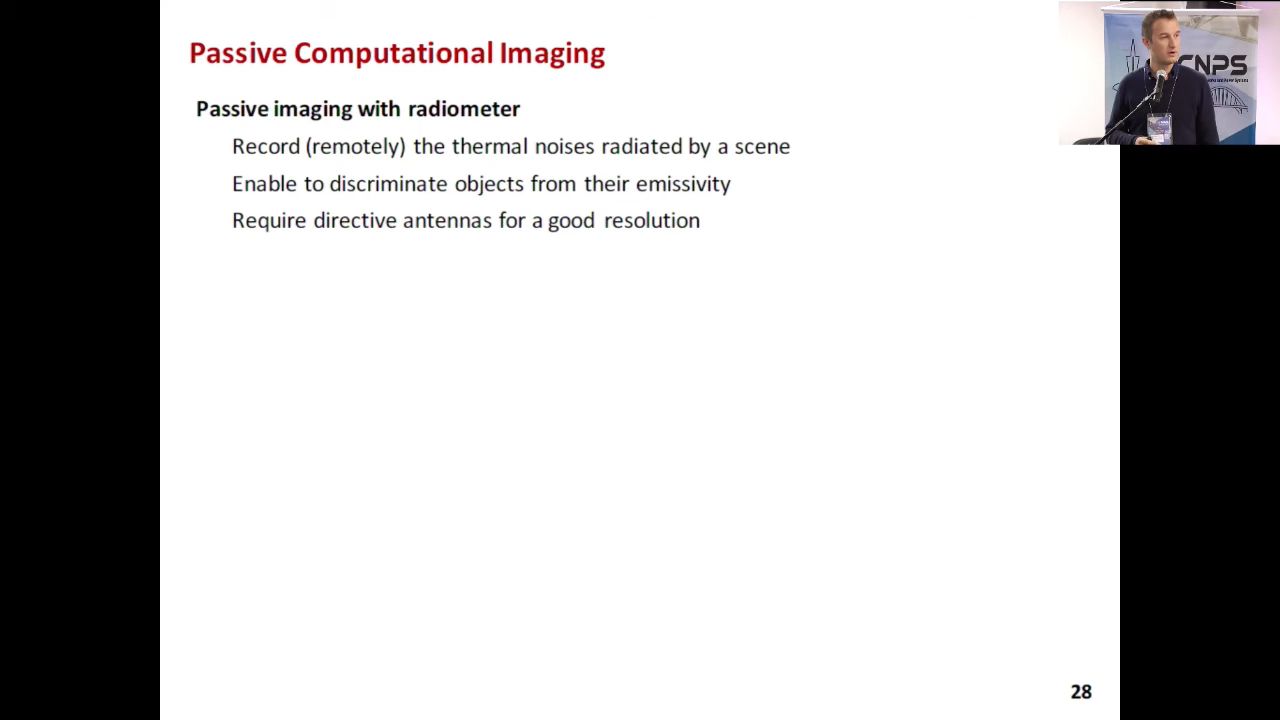 Passive Computational Imaging
Passive imaging with radiometer
Record (remotely) the thermal noises radiated by a scene
Enable to discriminate objects from their emissivity
Require directive antennas for a good resolution
CNPS
28